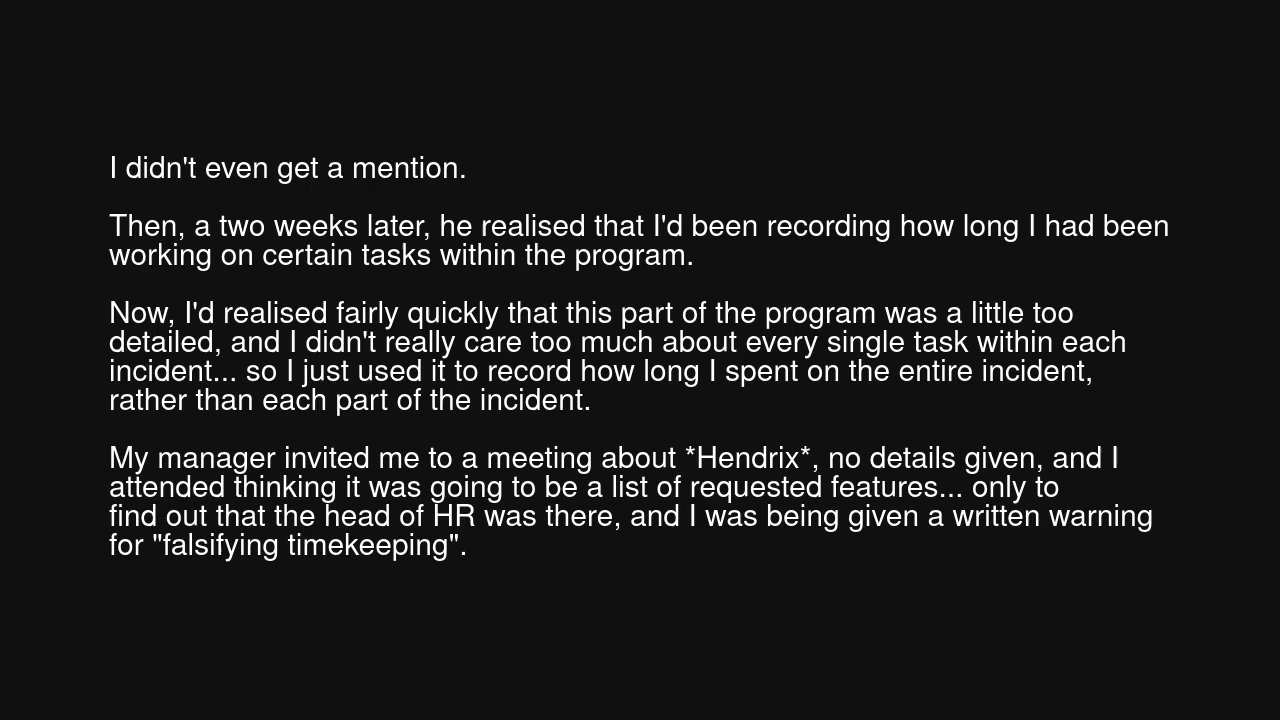 I didn't even get a mention.
Then, a two weeks later, he realised that I'd been recording how long I had been
working on certain tasks within the program.
Now, I'd realised fairly quickly that this part of the program was a little too
detailed, and I didn't really care too much about every single task within each
incident... so I just used it to record how long I spent on the entire incident,
rather than each part of the incident.
My manager invited me to a meeting about *Hendrix*, no details given, and I
attended thinking it was going to be a list of requested features... only to
find out that the head of HR was there, and I was being given a written warning
for "falsifying timekeeping".